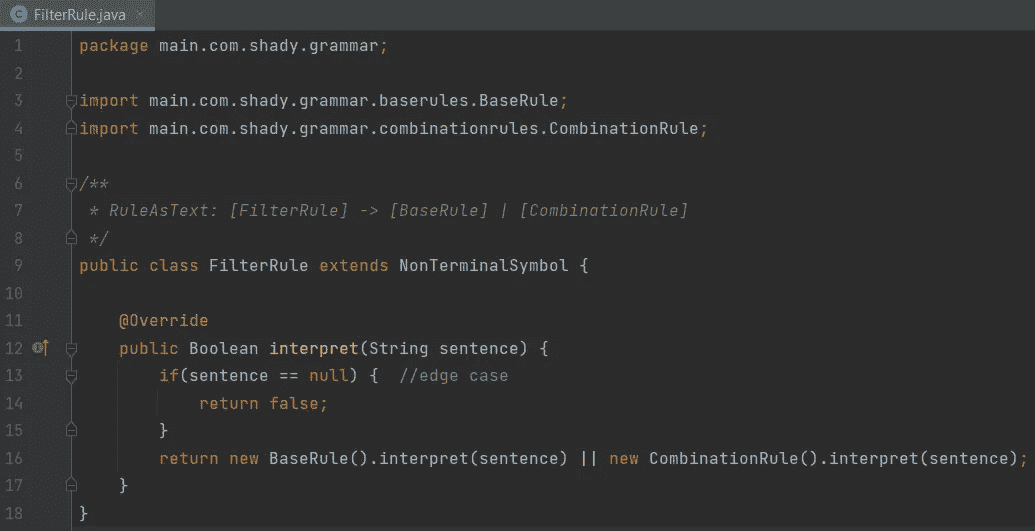 FilterRule.java
1 package main.com.shady.grammar;
2
3 import main.com.shady.grammar.baserules.BaseRule;
4 import main.com.shady.grammar.combinationrules.CombinationRule;
5
6 /**
7  * RuleAsText: [FilterRule] -> [BaseRule] | [CombinationRule]
8  */
9 public class FilterRule extends NonTerminalSymbol {
10
11     @Override
12     public Boolean interpret(String sentence) {
13         if(sentence == null) {  //edge case
14             return false;
15         }
16         return new BaseRule().interpret(sentence) || new CombinationRule().interpret(sentence);
17     }
18 }